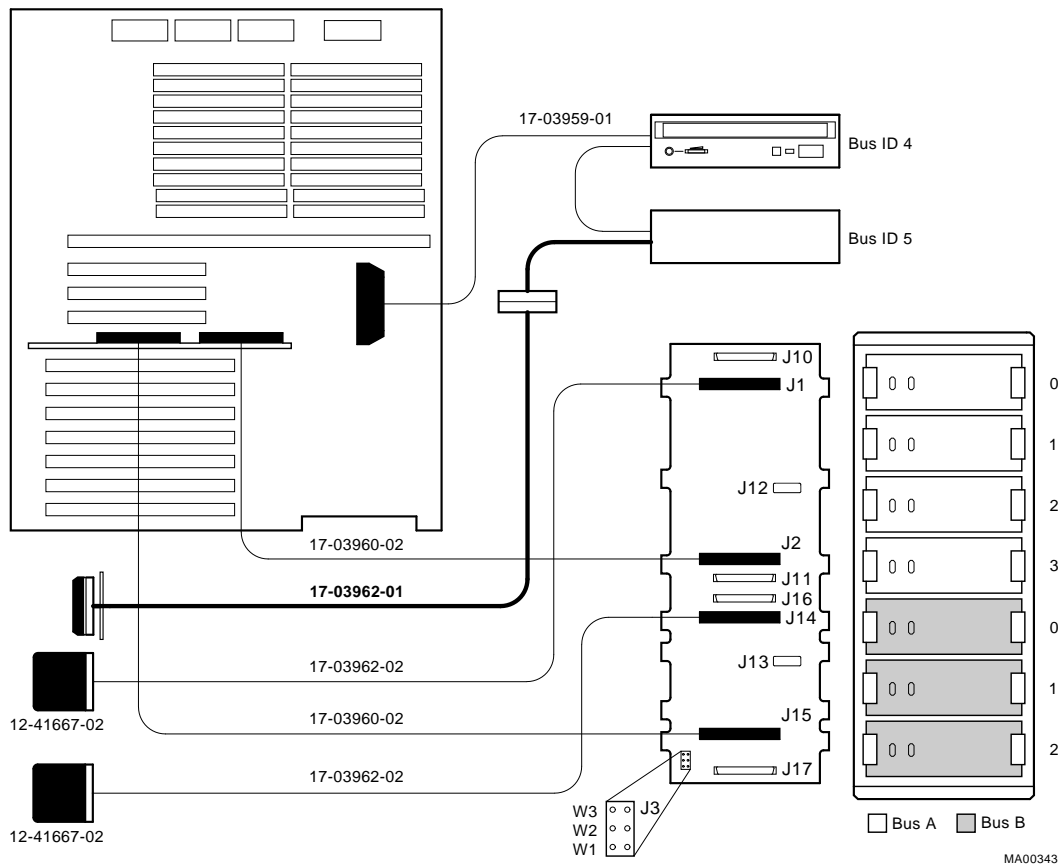 17-03959-01
Bus ID 4
Bus ID 5
J10
J1
0
1
J12
2
17-03960-02
J2
3
J11
17-03962-01
J16
J14
0
17-03962-02
J13
1
12-41667-02
17-03960-02
J15
2
17-03962-02
J17
W3
J3
W2
W1
12-41667-02
Bus A
Bus B
MA00343